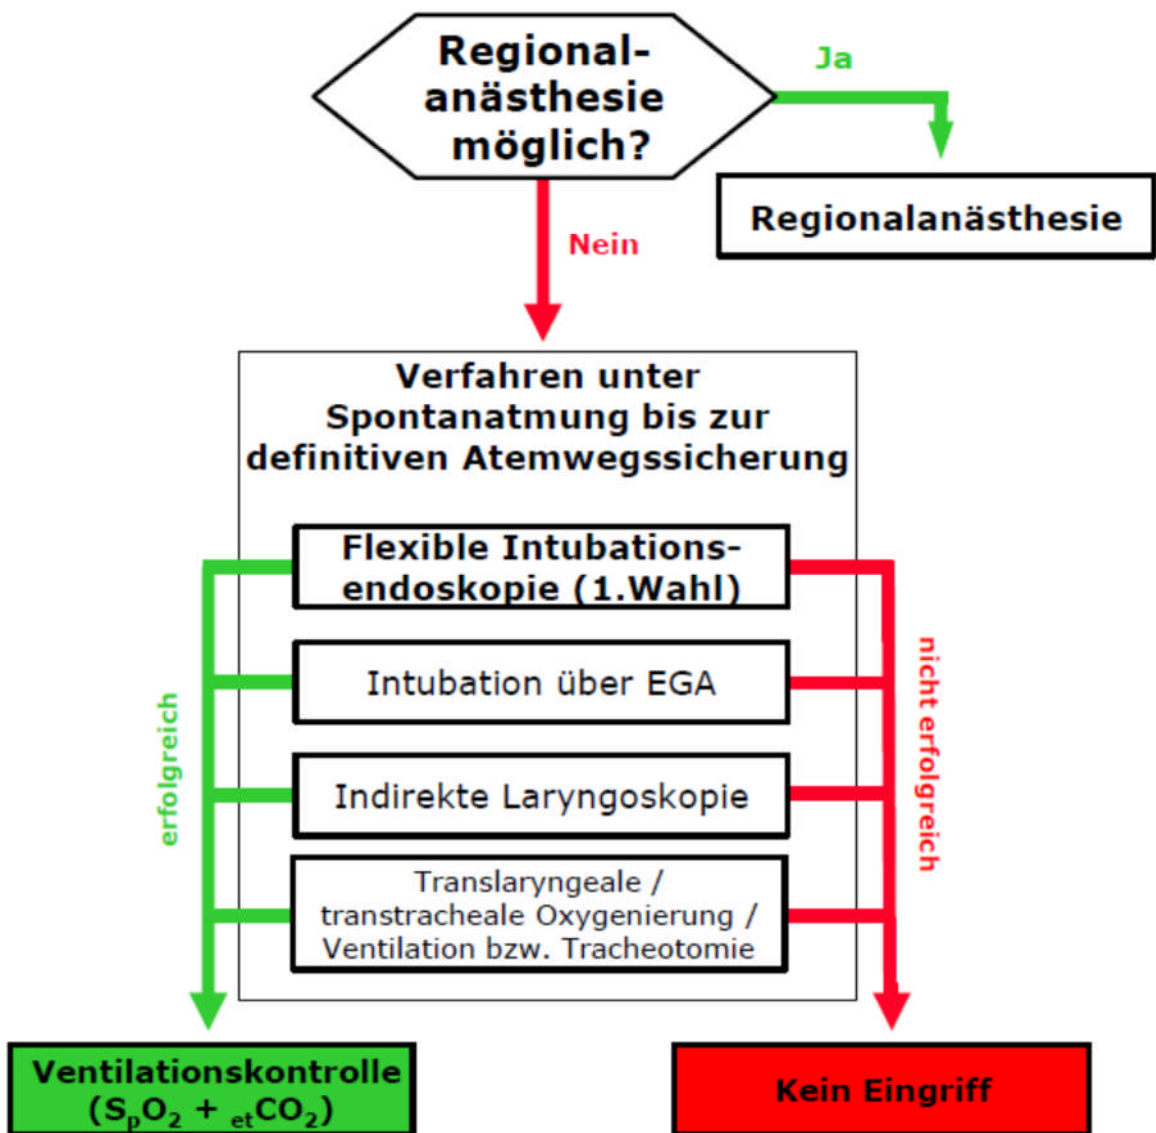 Regional-
anästhesie
möglich?
Ja
Regionalanästhesie
Nein
Verfahren unter
Spontanatmung bis zur
definitiven Atemwegssicherung
Flexible Intubations-
endoskopie (1.Wahl)
Intubation über EGA
Indirekte Laryngoskopie
Translaryngeale /
transtracheale Oxygenierung /
Ventilation bzw. Tracheotomie
erfolgreich
nicht erfolgreich
Ventilationskontrolle
(SpO2 + etCO2)
Kein Eingriff